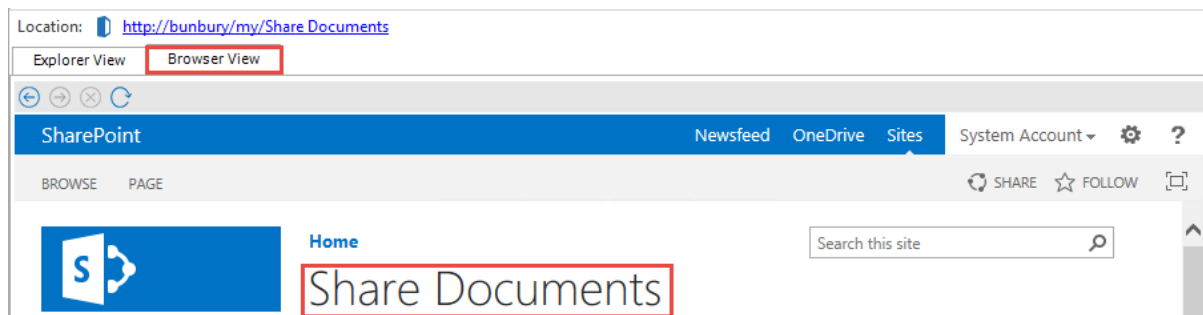 Location: http://bunbury/my/Share Documents
Explorer View Browser View
SharePoint Newsfeed OneDrive Sites System Account ?
BROWSE PAGE SHARE FOLLOW
Home Search this site
S
Share Documents